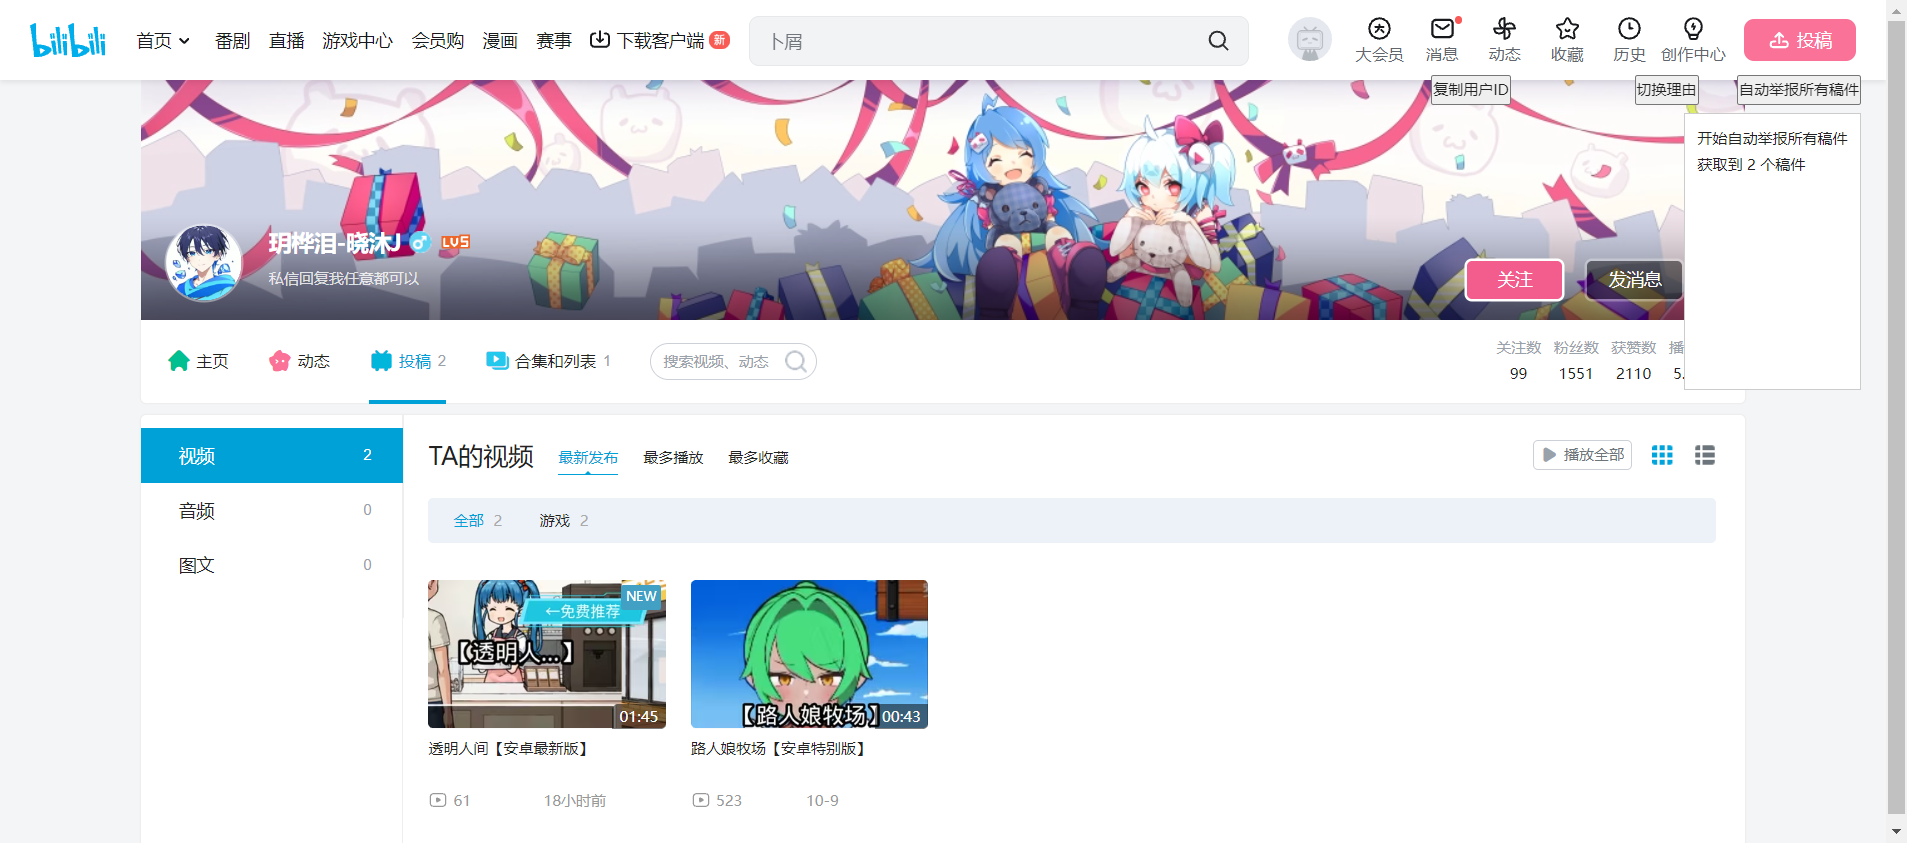 bilibili
首页
番剧
直播
游戏中心
会员购
漫画
赛事
下载客户端
新
卜屑
大会员
消息
动态
收藏
历史
创作中心
投稿
复制用户ID
切换理由
自动举报所有稿件
开始自动举报所有稿件
获取到 2 个稿件
玥桦泪-晓沐J
LV5
私信回复我任意都可以
关注
发消息
主页
动态
投稿 2
合集和列表 1
搜索视频、动态
关注数 粉丝数 获赞数 播
99 1551 2110 5.
视频 2
音频 0
图文 0
TA的视频
最新发布
最多播放
最多收藏
播放全部
全部 2
游戏 2
NEW
←免费推荐
【透明人...】
01:45
【路人娘牧场】
00:43
透明人间【安卓最新版】
路人娘牧场【安卓特别版】
61
18小时前
523
10-9